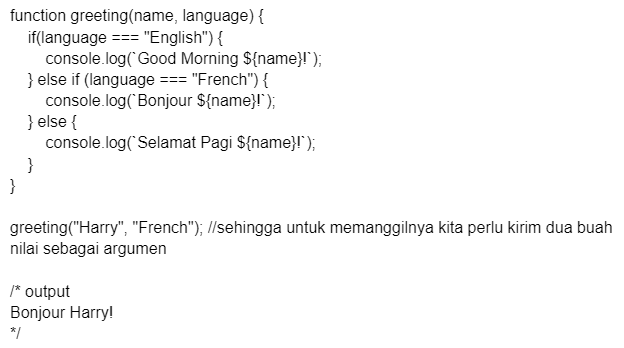 function greeting(name, language) {
if(language === "English") {
console.log(`Good Morning ${name}!`);
} else if (language === "French") {
console.log(`Bonjour ${name}!`);
} else {
console.log(`Selamat Pagi ${name}!`);
}
}
greeting("Harry", "French"); //sehingga untuk memanggilnya kita perlu kirim dua buah
nilai sebagai argumen
/* output
Bonjour Harry!
*/